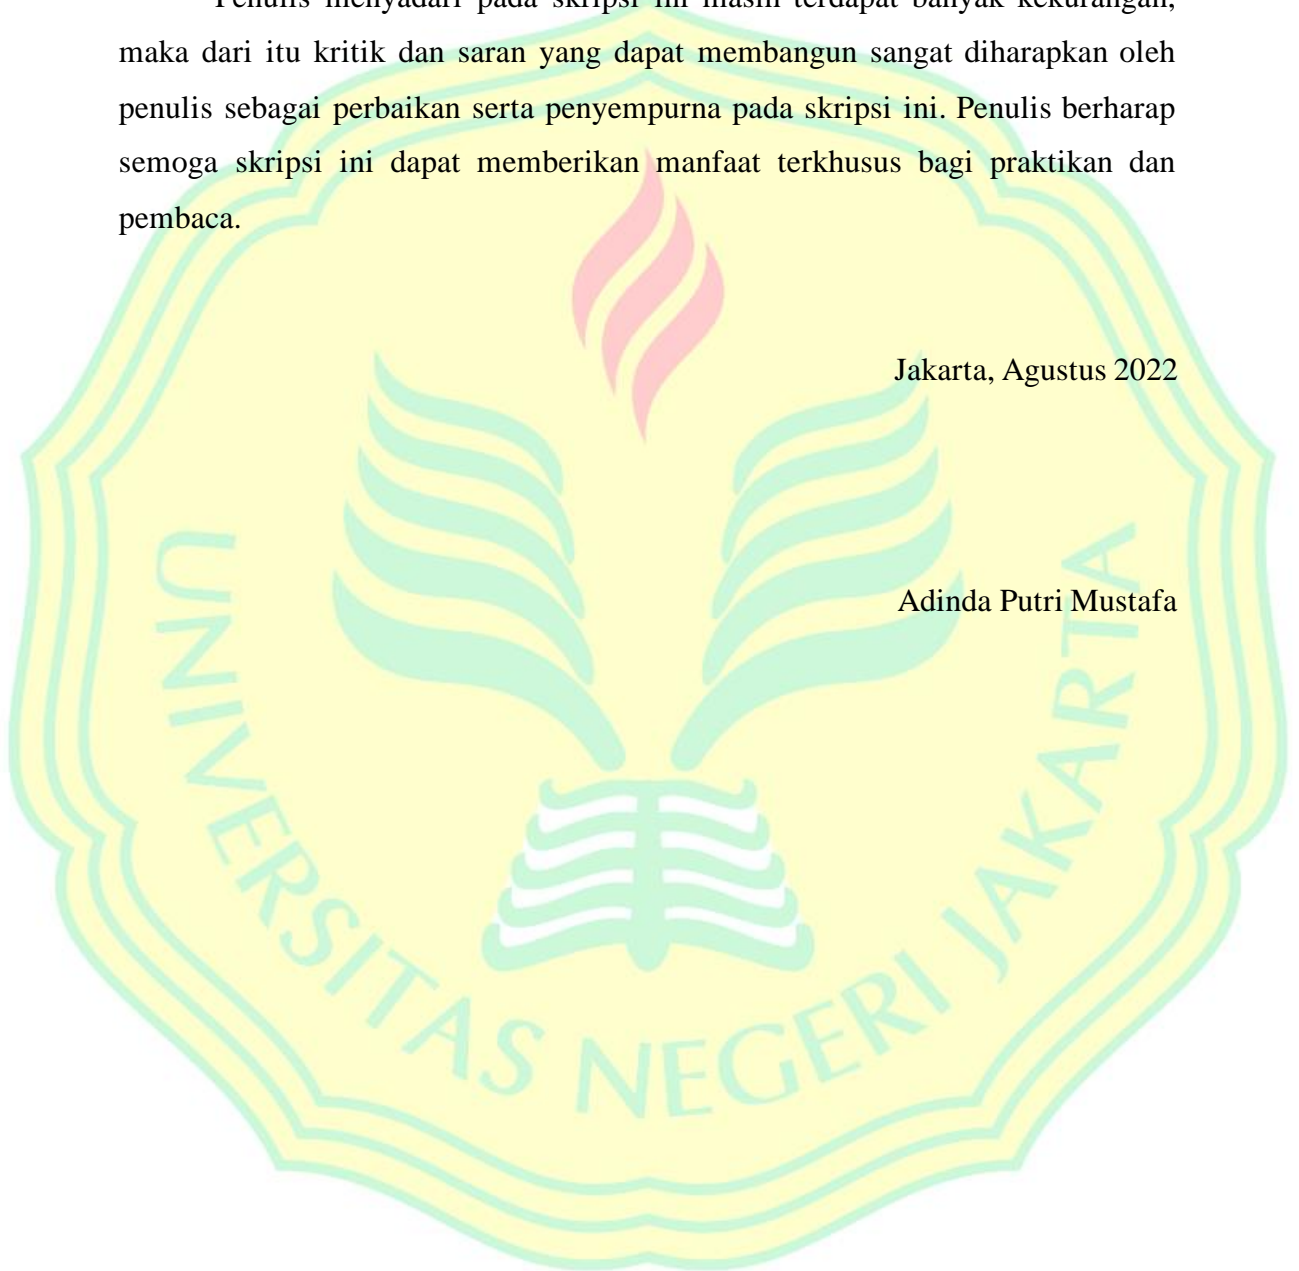 Penulis menyadari pada skripsi ini masih terdapat banyak kekurangan,
maka dari itu kritik dan saran yang dapat membangun sangat diharapkan oleh
penulis sebagai perbaikan serta penyempurna pada skripsi ini. Penulis berharap
semoga skripsi ini dapat memberikan manfaat terkhusus bagi praktikan dan
pembaca.
Jakarta, Agustus 2022
Adinda Putri Mustafa
UNIVERSITAS NEGERI JAKARTA